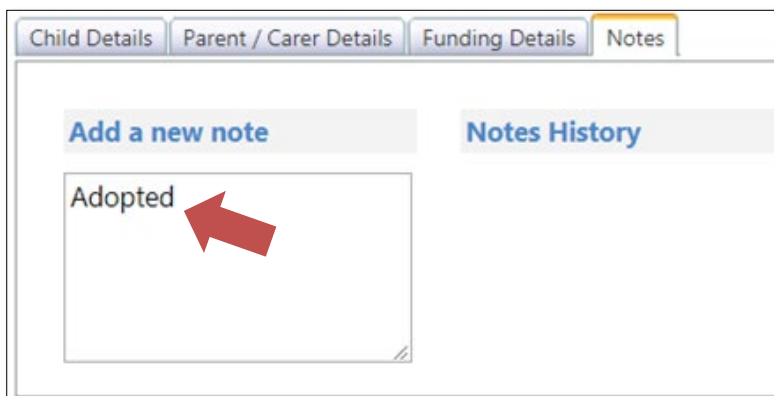 Child Details Parent / Carer Details Funding Details Notes
Add a new note Notes History
Adopted